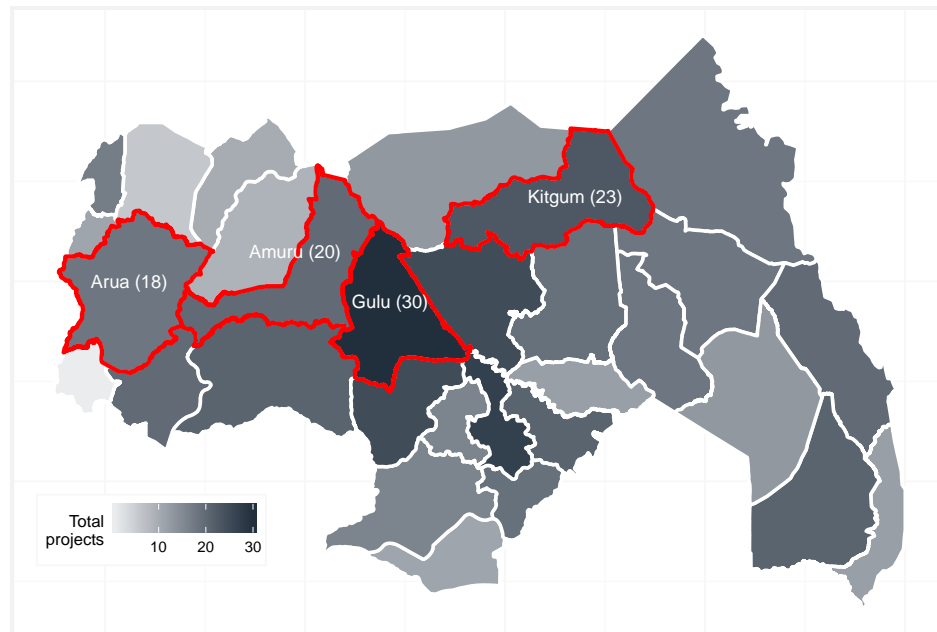 Kitgum (23)
Amuru (20)
Arua (18)
Gulu (30)
Total
projects
10 20 30